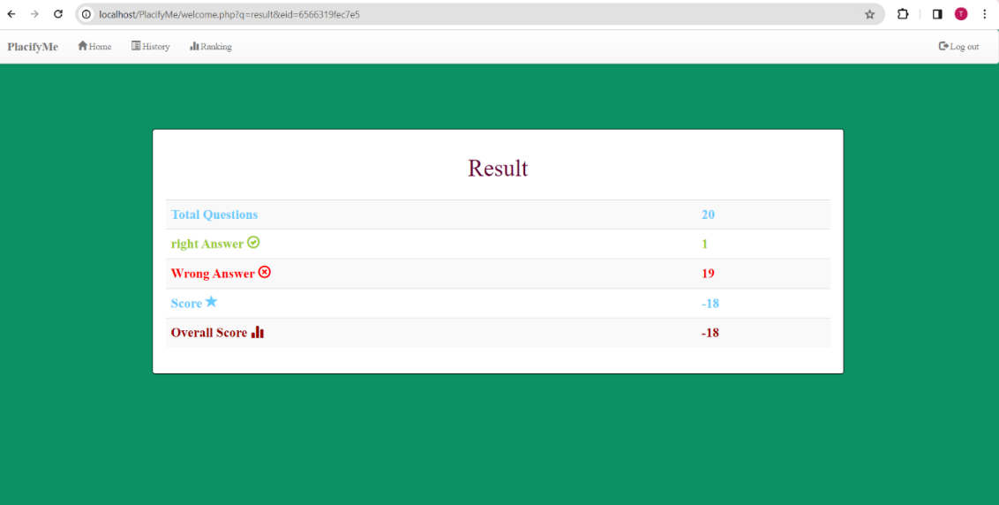 localhost/PlacifyMe/welcome.php?q=result&eid=6566319fec7e5
T
PlacifyMe Home History Ranking Log out
Result
Total Questions 20
right Answer 1
Wrong Answer 19
Score -18
Overall Score -18